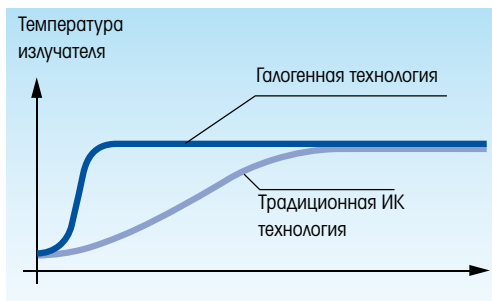 Температура
излучателя
Галогенная технология
Традиционная ИК
технология